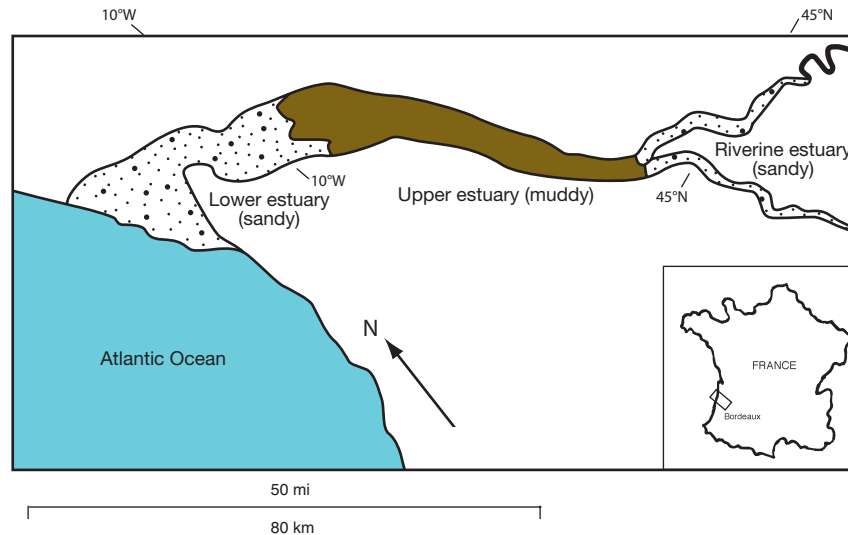 10°W
45°N
Riverine estuary
(sandy)
10°W
Lower estuary
(sandy)
Upper estuary (muddy)
45°N
N
Atlantic Ocean
FRANCE
Bordeaux
50 mi
80 km